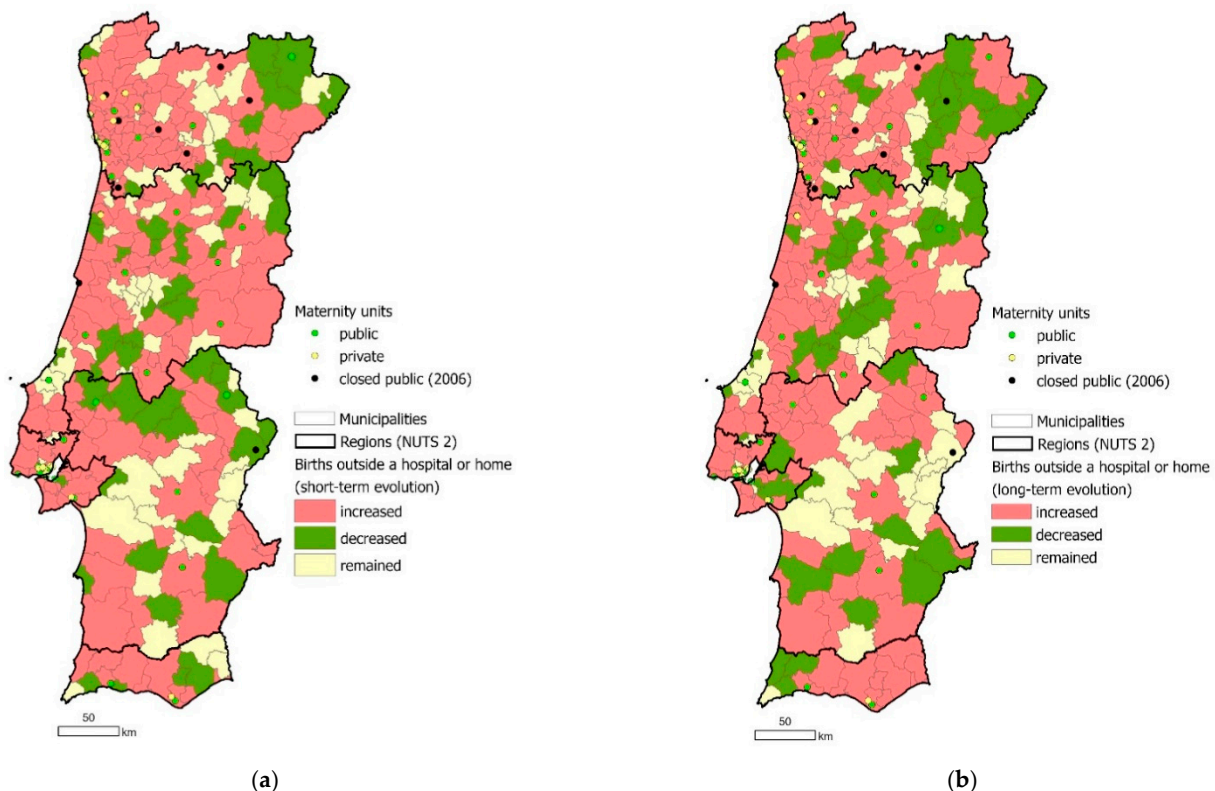 Maternity units
public
private
closed public (2006)
Municipalities
Regions (NUTS 2)
Births outside a hospital or home
(short-term evolution)
increased
decreased
remained
50
km
(a)
Maternity units
public
private
closed public (2006)
Municipalities
Regions (NUTS 2)
Births outside a hospital or home
(long-term evolution)
increased
decreased
remained
50
km
(b)